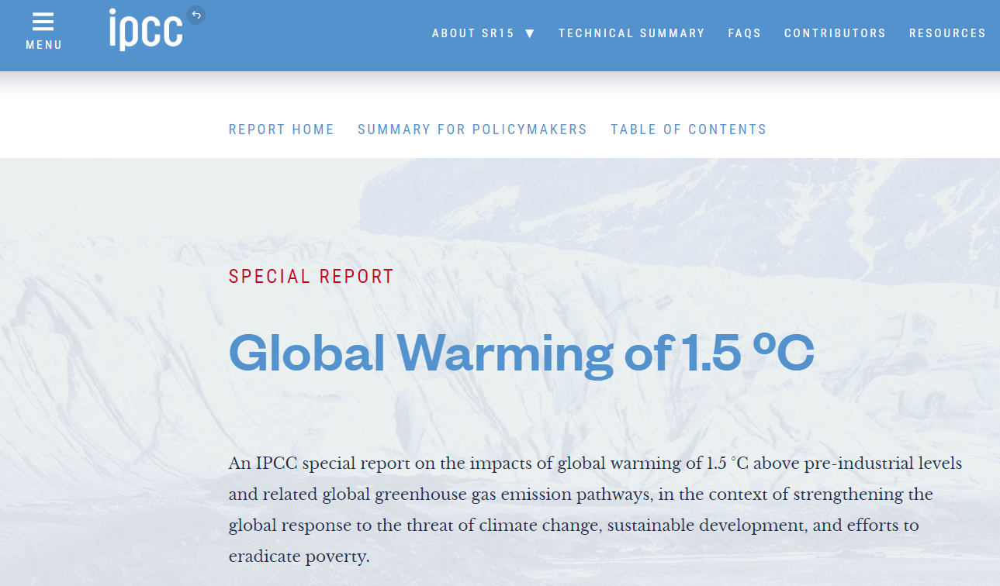 MENU
ipcc
ABOUT SR15 ▼ TECHNICAL SUMMARY FAQS CONTRIBUTORS RESOURCES
REPORT HOME SUMMARY FOR POLICYMAKERS TABLE OF CONTENTS
SPECIAL REPORT
Global Warming of 1.5 ºC
An IPCC special report on the impacts of global warming of 1.5 °C above pre-industrial levels
and related global greenhouse gas emission pathways, in the context of strengthening the
global response to the threat of climate change, sustainable development, and efforts to
eradicate poverty.